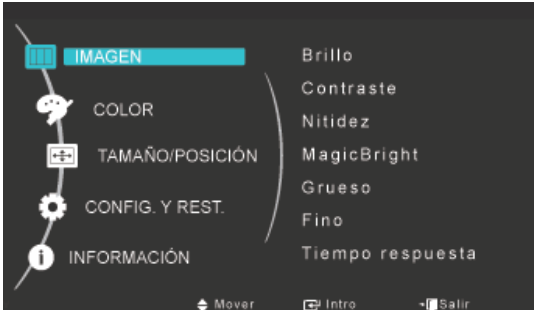 IMAGEN
COLOR
TAMAÑO/POSICIÓN
CONFIG. Y REST.
INFORMACIÓN
Brillo
Contraste
Nitidez
MagicBright
Grueso
Fino
Tiempo respuesta
Mover Intro Salir